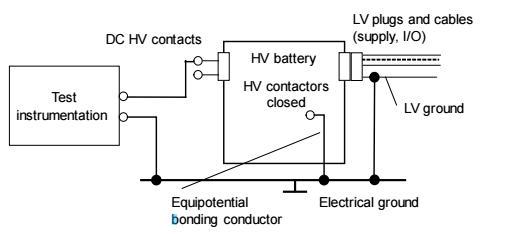 LV plugs and cables
(supply, I/O)
DC HV contacts
HV battery
HV contactors
closed
Test
instrumentation
LV ground
Equipotential
bonding conductor
Electrical ground